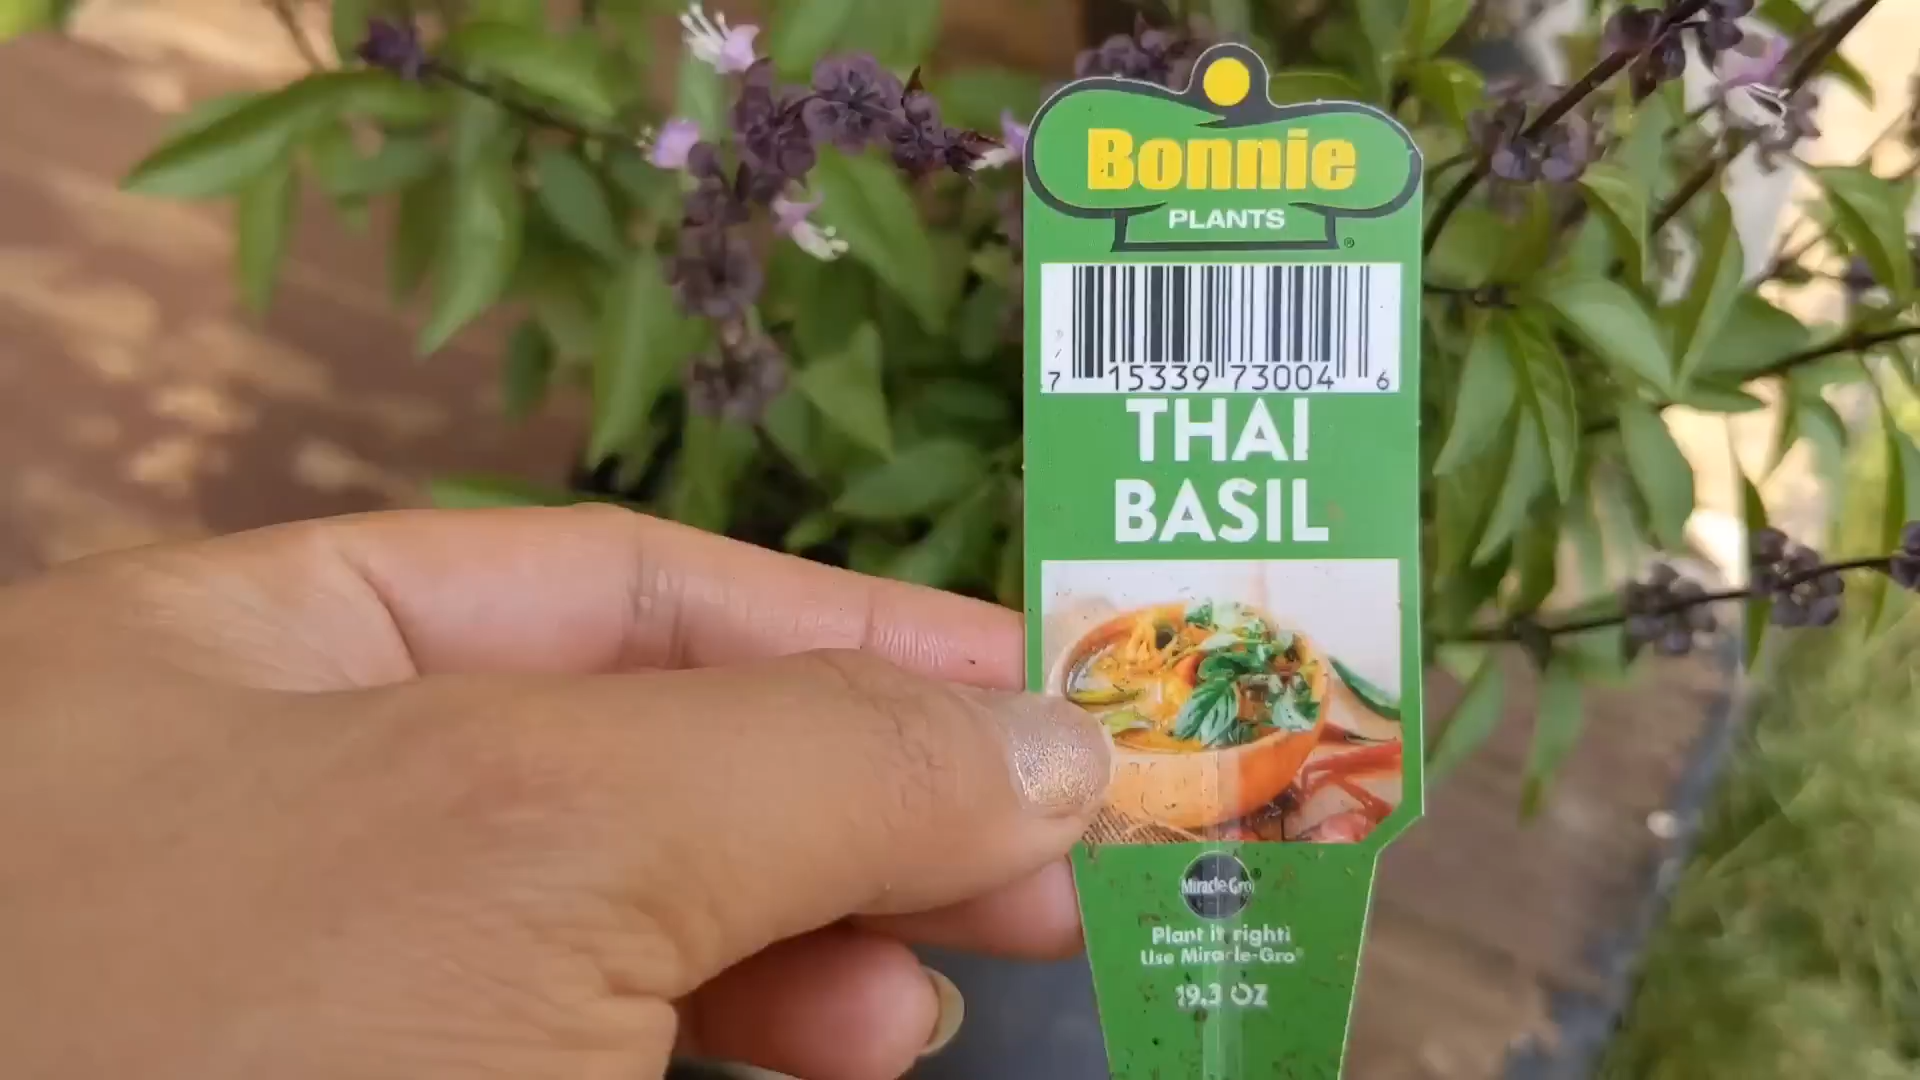 Bonnie
PLANTS
®
7 15339 73004 6
THAI
BASIL
Miracle-Gro®
Plant it right!
Use Miracle-Gro®
19.3 OZ